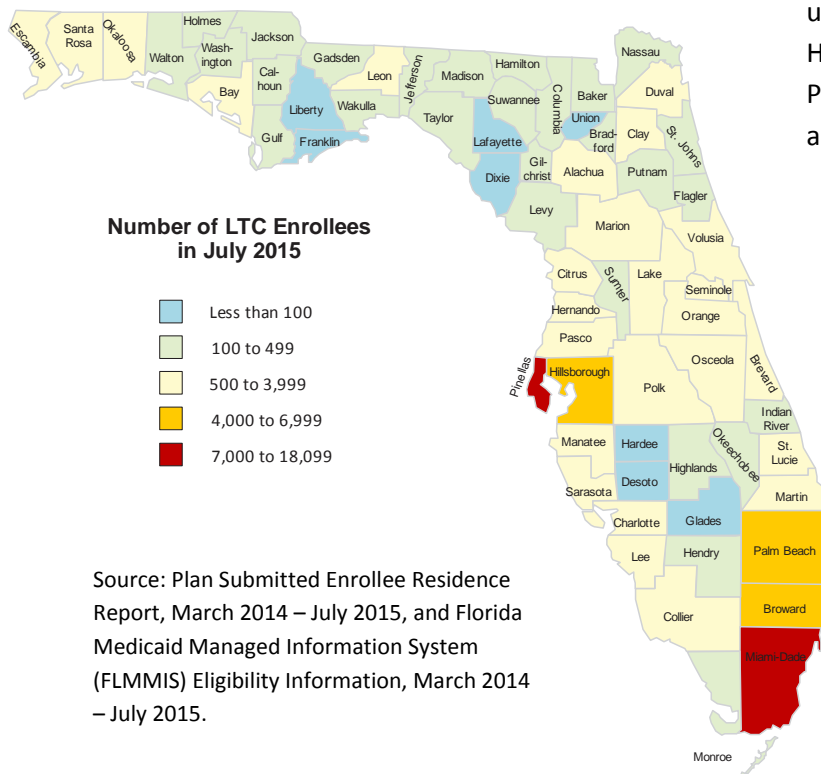 Escambia
Santa
Rosa
Okaloosa
Holmes
Walton
Wash-
ington
Jackson
Bay
Cal-
houn
Gulf
Gadsden
Liberty
Franklin
Leon
Wakulla
Jefferson
Madison
Taylor
Hamilton
Suwannee
Lafayette
Dixie
Columbia
Gil-
christ
Levy
Baker
Union
Brad-
ford
Alachua
Nassau
Duval
Clay
St. Johns
Putnam
Flagler
Marion
Volusia
Citrus
Sumter
Lake
Seminole
Hernando
Orange
Pasco
Osceola
Brevard
Pinellas
Hillsborough
Polk
Indian
River
Manatee
Hardee
Highlands
Okeechobee
St.
Lucie
Sarasota
Desoto
Martin
Charlotte
Glades
Lee
Hendry
Palm Beach
Collier
Broward
Miami-Dade
Monroe
u
H
P
a
Number of LTC Enrollees
in July 2015
Less than 100
100 to 499
500 to 3,999
4,000 to 6,999
7,000 to 18,099
Source: Plan Submitted Enrollee Residence
Report, March 2014 – July 2015, and Florida
Medicaid Managed Information System
(FLMMIS) Eligibility Information, March 2014
– July 2015.